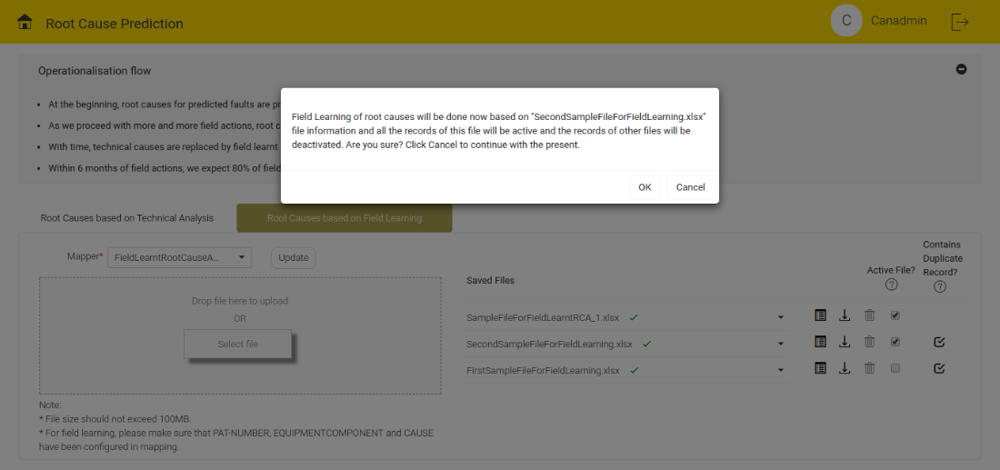 Root Cause Prediction
C
Canadmin
Operationalisation flow
• At the beginning, root causes for predicted faults are pr
• As we proceed with more and more field actions, root c
• With time, technical causes are replaced by field learnt
• Within 6 months of field actions, we expect 80% of field
Field Learning of root causes will be done now based on "SecondSampleFileForFieldLearning.xlsx"
file information and all the records of this file will be active and the records of other files will be
deactivated. Are you sure? Click Cancel to continue with the present.
OK
Cancel
Root Causes based on Technical Analysis
Root Causes based on Field Learning
Mapper*
FieldLearntRootCauseA...
Update
Drop file here to upload
OR
Select file
Note:
* File size should not exceed 100MB.
* For field learning, please make sure that PAT-NUMBER, EQUIPMENTCOMPONENT and CAUSE
have been configured in mapping.
Saved Files
Active File?
?
Contains
Duplicate
Record?
?
SampleFileForFieldLearntRCA_1.xlsx
SecondSampleFileForFieldLearning.xlsx
FirstSampleFileForFieldLearning.xlsx